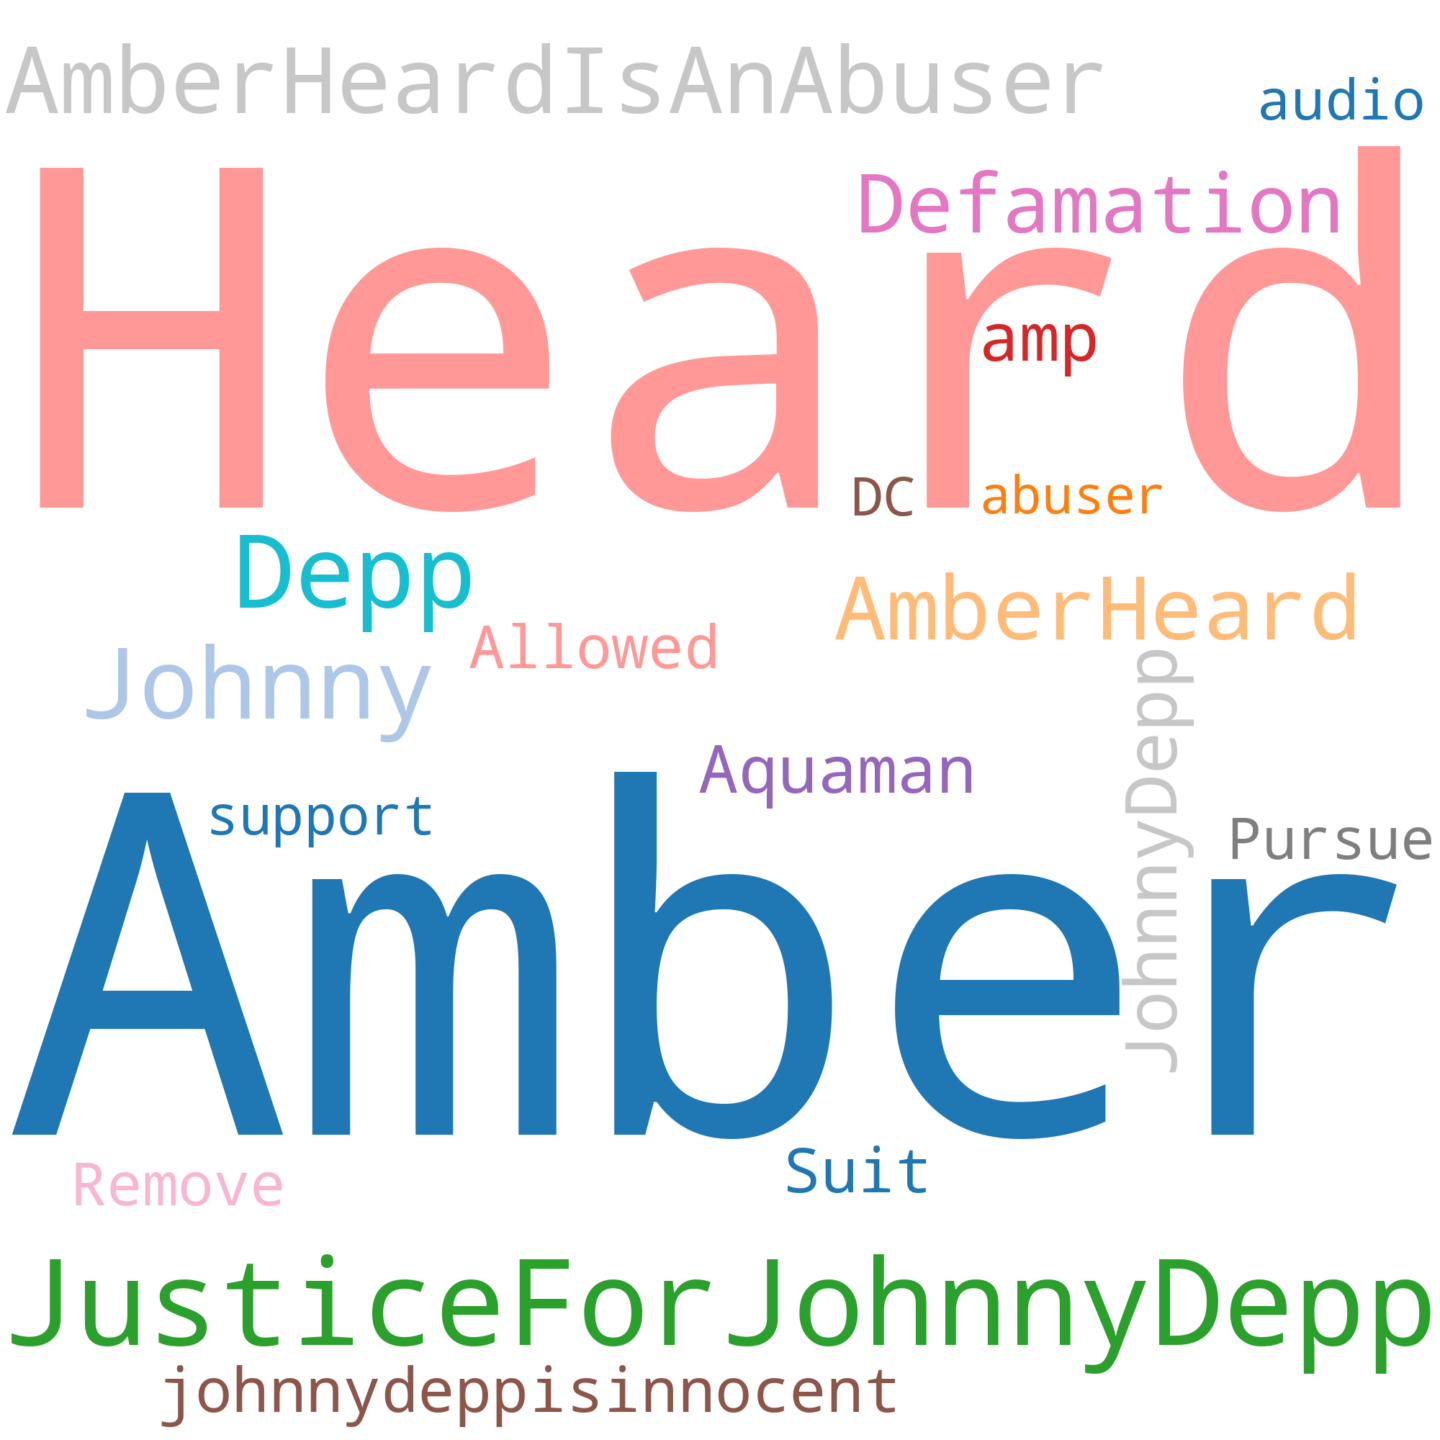 AmberHeardIsAnAbuser
audio
Heard
Defamation
amp
DC
abuser
Depp
AmberHeard
Allowed
Johnny
JohnnyDepp
Aquaman
Amber
support
Pursue
Remove
Suit
JusticeForJohnnyDepp
johnnydeppisinnocent